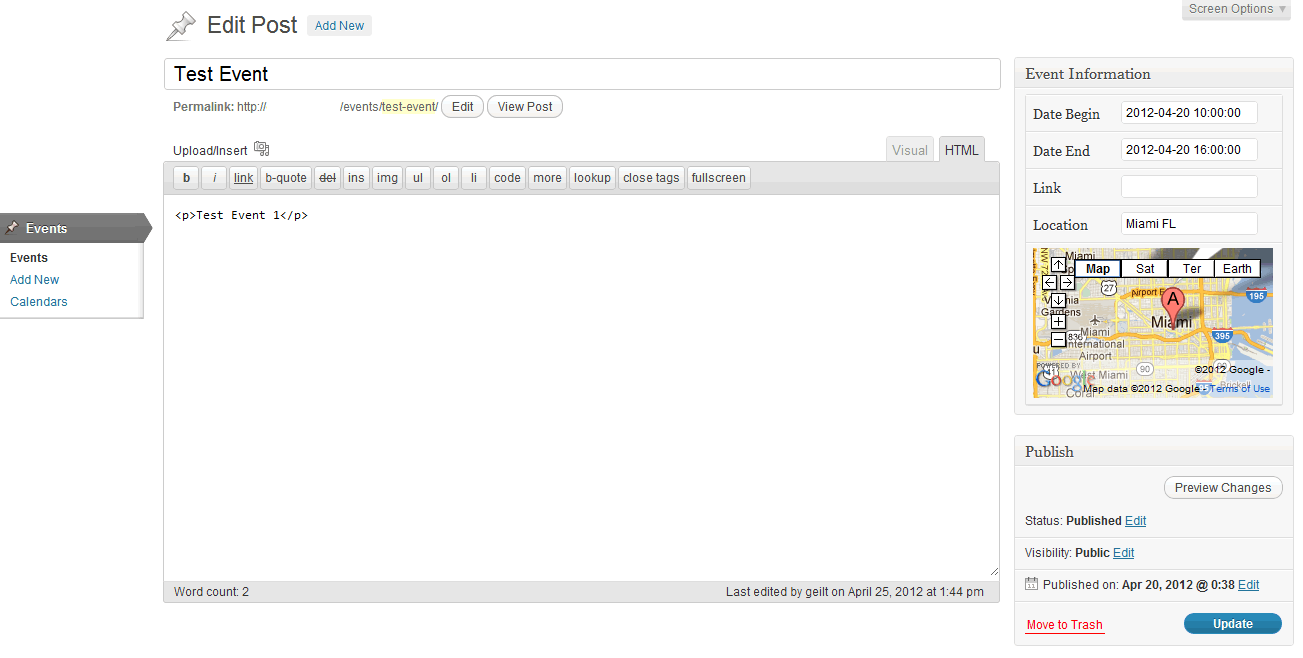 Screen Options
Edit Post Add New
Test Event
Permalink: http:// /events/test-event/ Edit View Post
Upload/Insert Visual HTML
b i link b-quote del ins img ul ol li code more lookup close tags fullscreen
<p>Test Event 1</p>
Word count: 2 Last edited by geilt on April 25, 2012 at 1:44 pm
Events
Events
Add New
Calendars
Event Information
Date Begin 2012-04-20 10:00:00
Date End 2012-04-20 16:00:00
Link
Location Miami FL
Miami
Map Sat Ter Earth
27
195
Gardens
A
Miami
395
836
Miami
International
Airport
West Miami
90
POWERED BY
Google
Coral
Brickell
©2012 Google -
Map data ©2012 Google - Terms of Use
Publish
Preview Changes
Status: Published Edit
Visibility: Public Edit
Published on: Apr 20, 2012 @ 0:38 Edit
Move to Trash Update